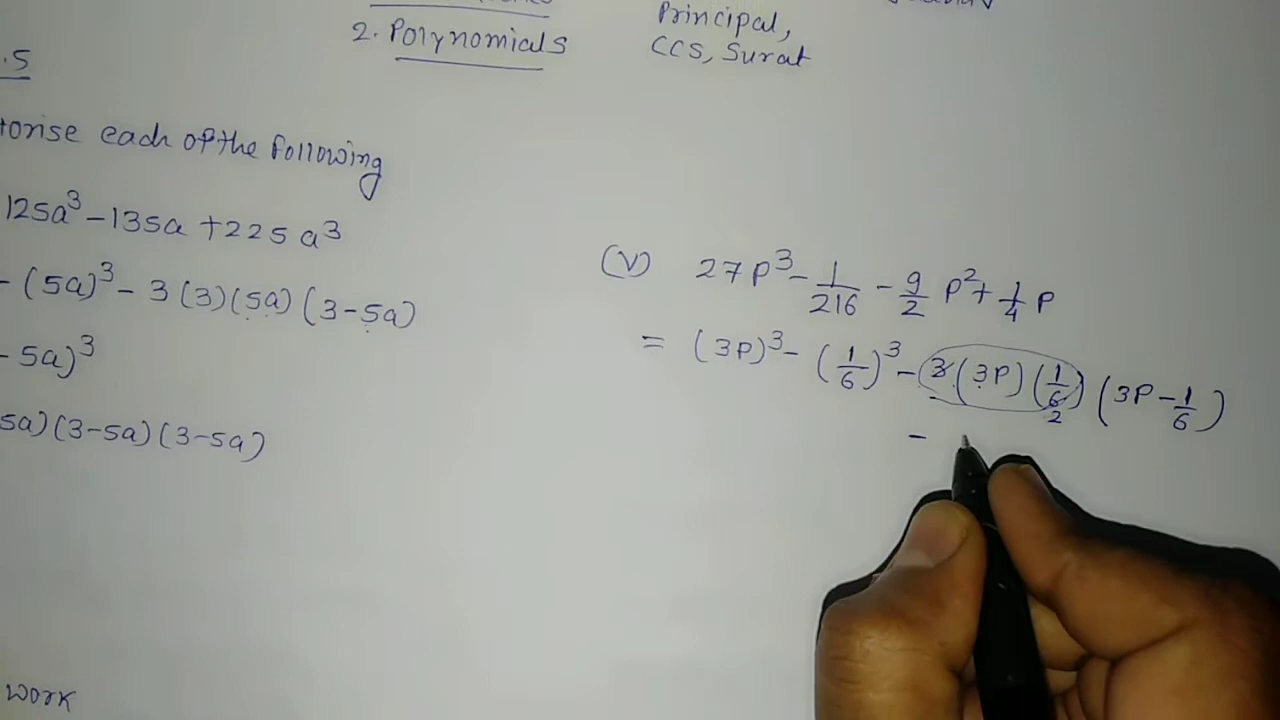 Principal,
2. Polynomials
CCS, Surat
.5
torise each of the following
125a³ - 135a + 225a³
- (5a)³ - 3(3)(5a)(3-5a)
- 5a)³
5a)(3-5a)(3-5a)
work
(V) 27p³ - 1/216 - 9/2 p² + 1/4 p
= (3p)³ - (1/6)³ - 3(3p)(1/6)(3p - 1/6)
2
-